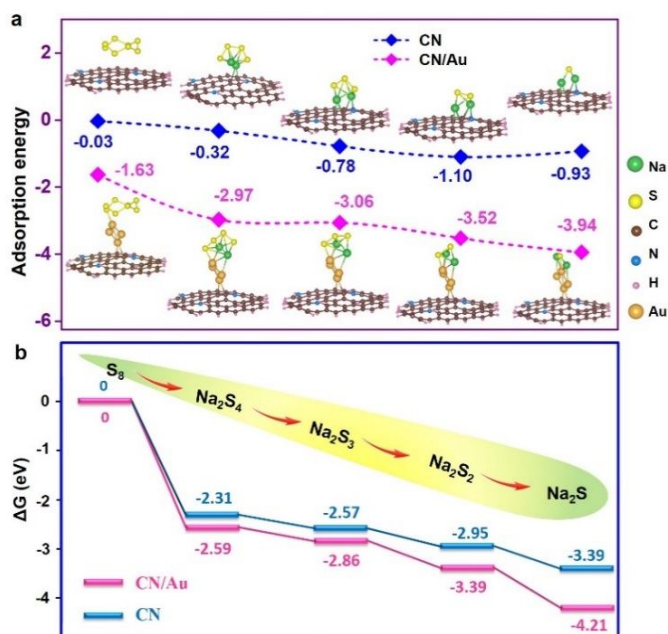 a
2
0
-2
-4
-6
Adsorption energy
CN
CN/Au
-0.03
-0.32
-0.78
-1.10
-0.93
-1.63
-2.97
-3.06
-3.52
-3.94
Na
S
C
N
H
Au
b
0
-1
-2
-3
-4
ΔG (eV)
S₈
Na₂S₄
Na₂S₃
Na₂S₂
Na₂S
0
0
-2.31
-2.57
-2.95
-3.39
-2.59
-2.86
-3.39
-4.21
CN/Au
CN